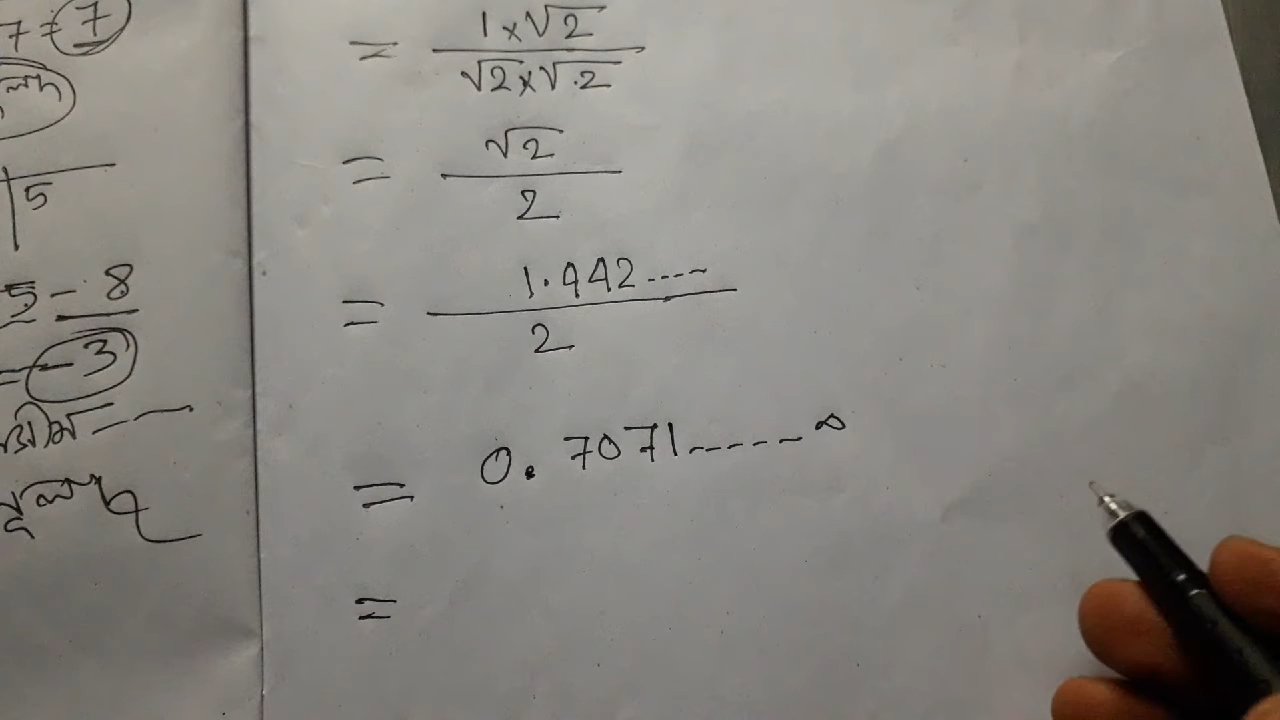 7 = 7
5
5 - 8
= -3
= 1×√2 / √2×√2
= √2 / 2
= 1.442---- / 2
= 0.7071-----∞
=